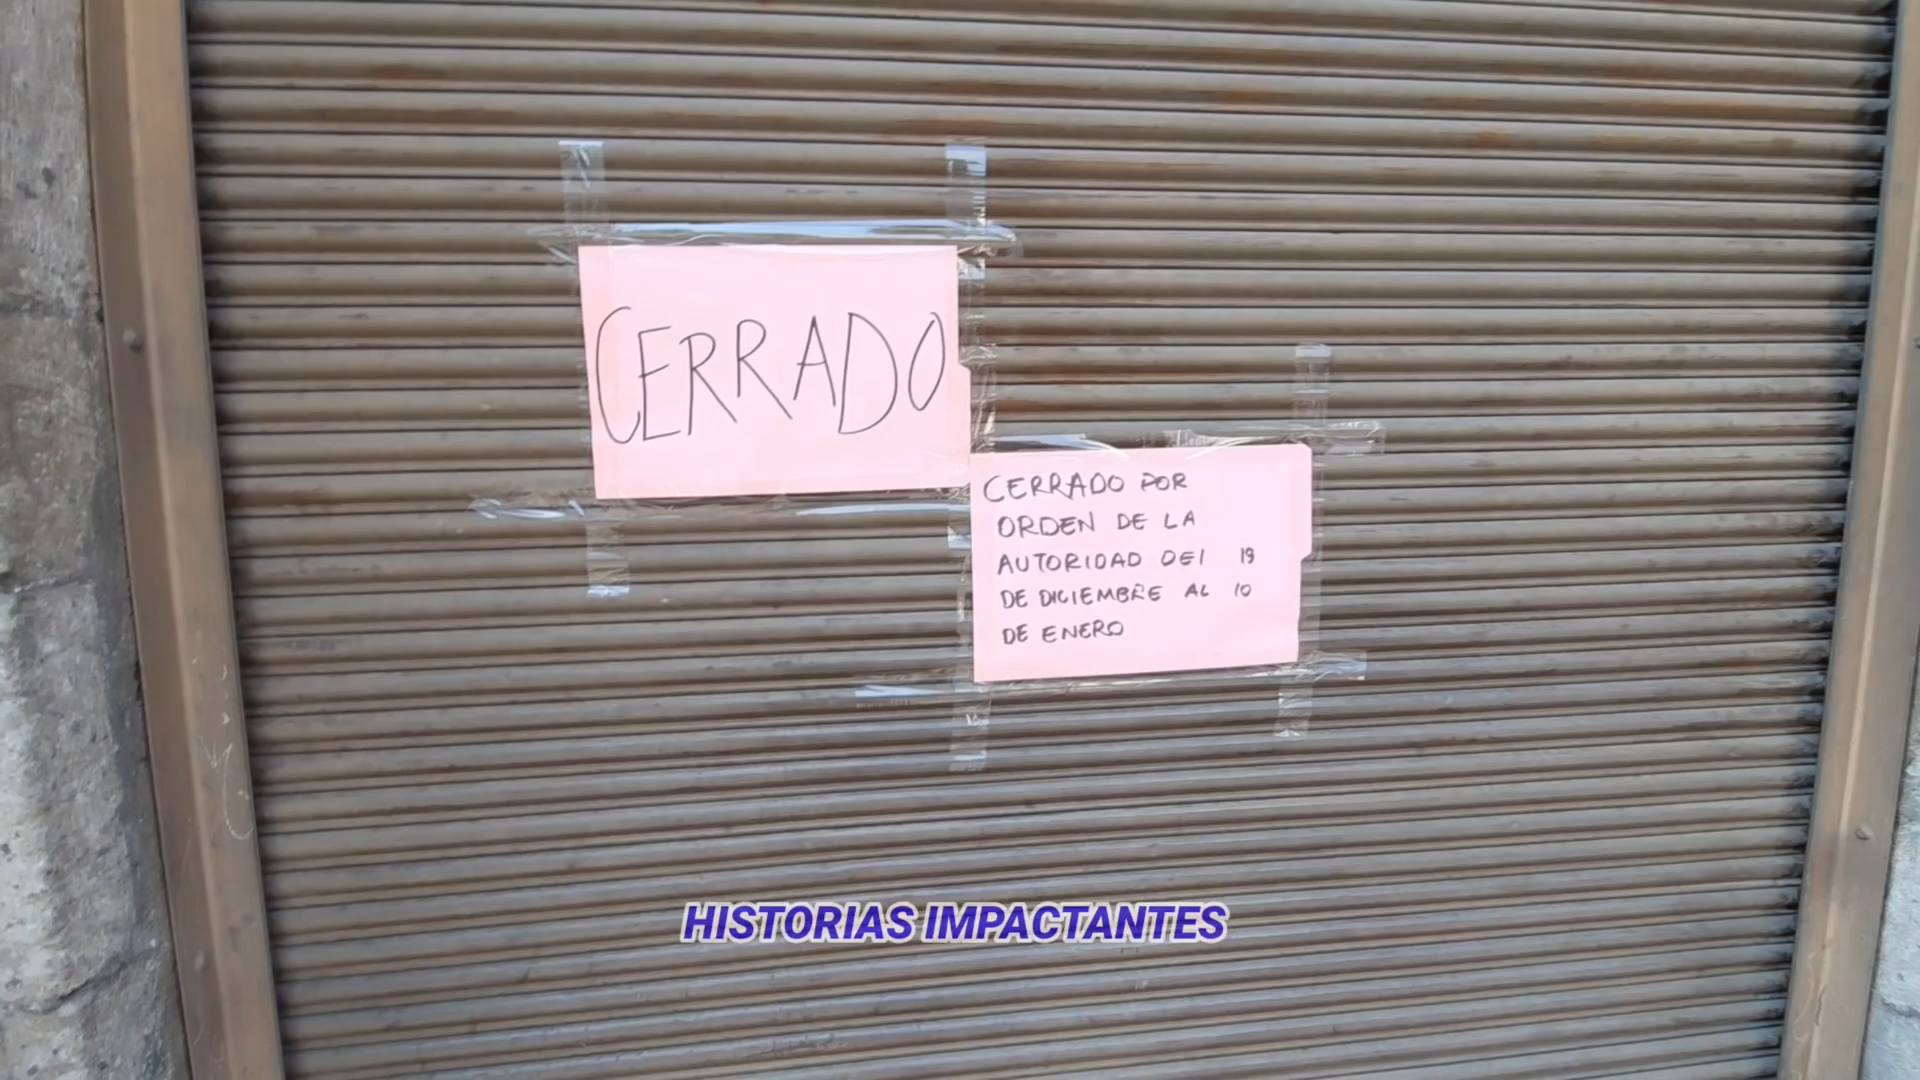 CERRADO
CERRADO POR
ORDEN DE LA
AUTORIDAD DEL 19
DE DICIEMBRE AL 10
DE ENERO
HISTORIAS IMPACTANTES